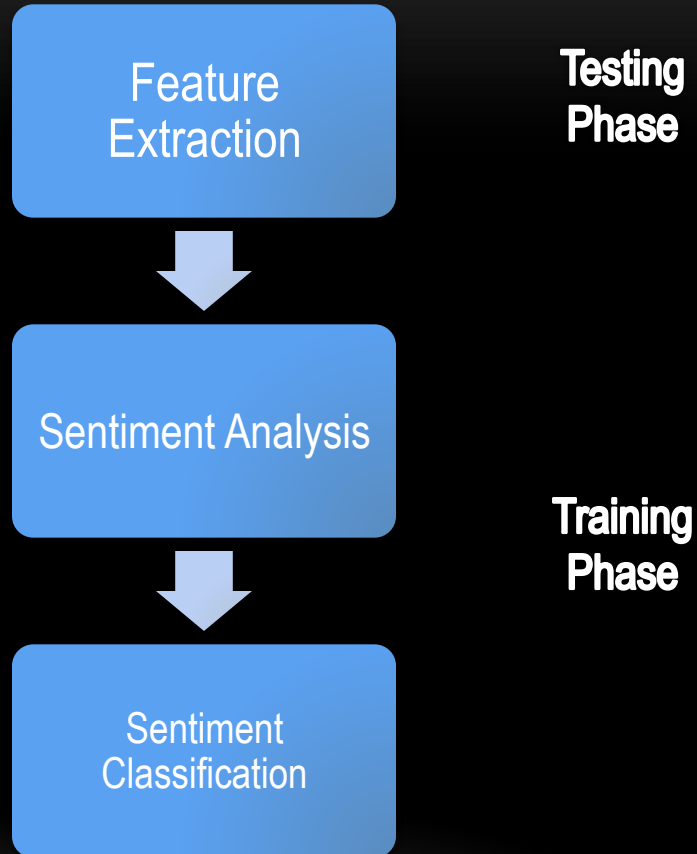 Feature
Extraction
Testing
Phase
Sentiment Analysis
Training
Phase
Sentiment
Classification